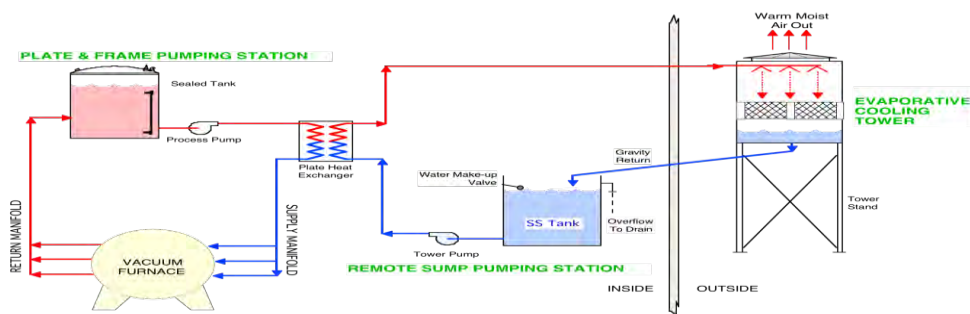 Warm Moist
Air Out
PLATE & FRAME PUMPING STATION
Sealed Tank
Process Pump
Plate Heat
Exchanger
EVAPORATIVE
COOLING
TOWER
Gravity
Return
Water Make-up
Valve
SS Tank
Overflow
To Drain
Tower
Stand
RETURN MANIFOLD
SUPPLY MANIFOLD
VACUUM
FURNACE
Tower Pump
REMOTE SUMP PUMPING STATION
INSIDE
OUTSIDE